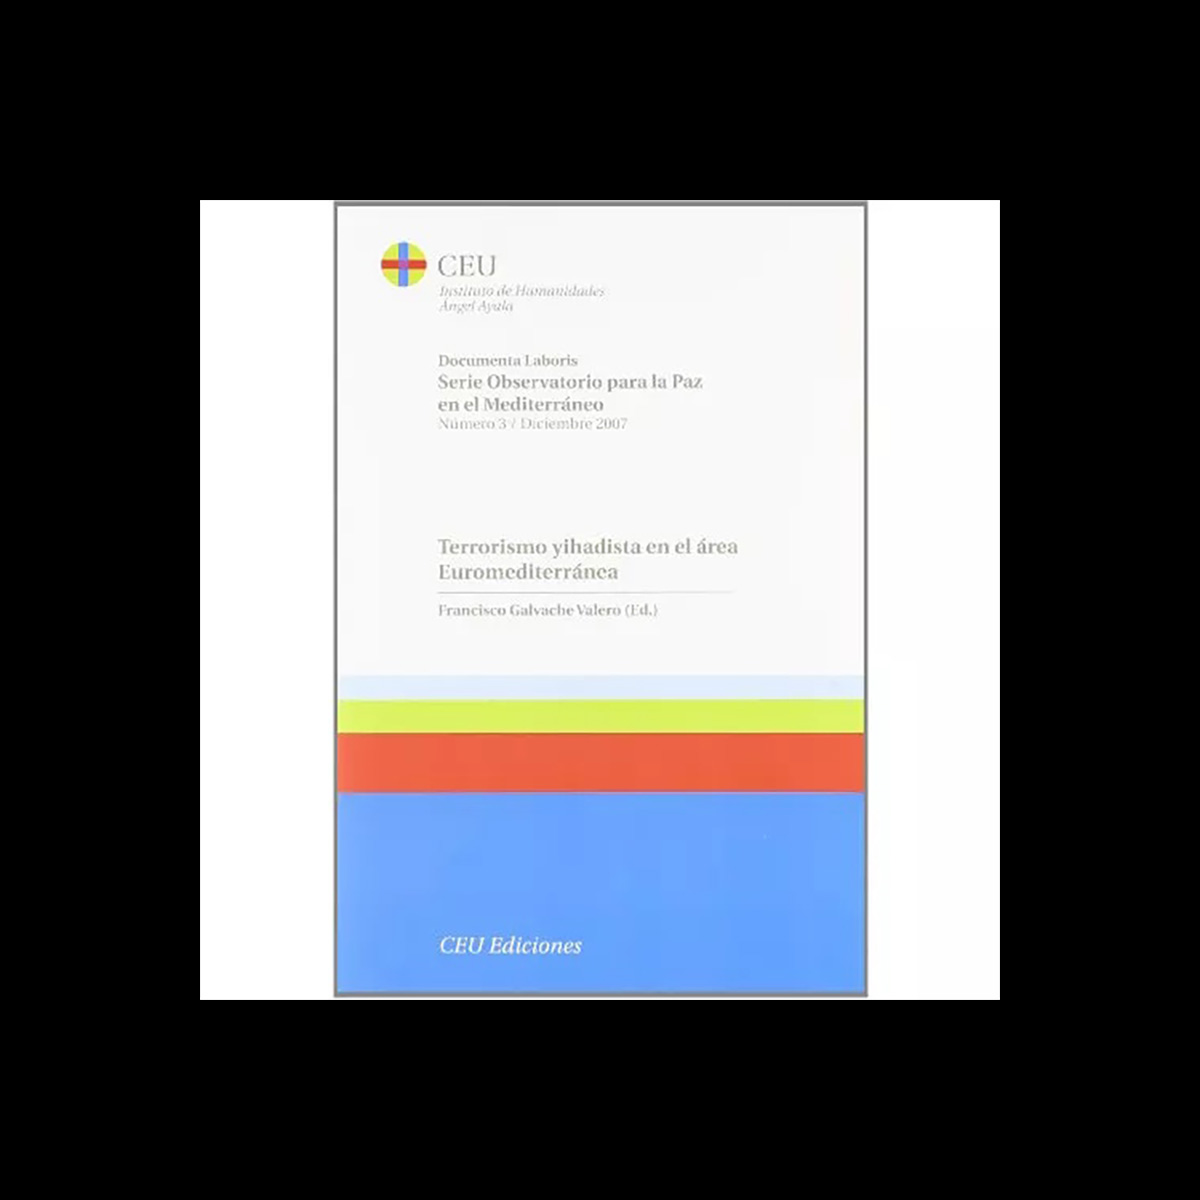 CEU
Instituto de Humanidades
Ángel Ayala
Documenta Laboris
Serie Observatorio para la Paz
en el Mediterráneo
Número 3 / Diciembre 2007
Terrorismo yihadista en el área
Euromediterránea
Francisco Galvache Valero (Ed.)
CEU Ediciones